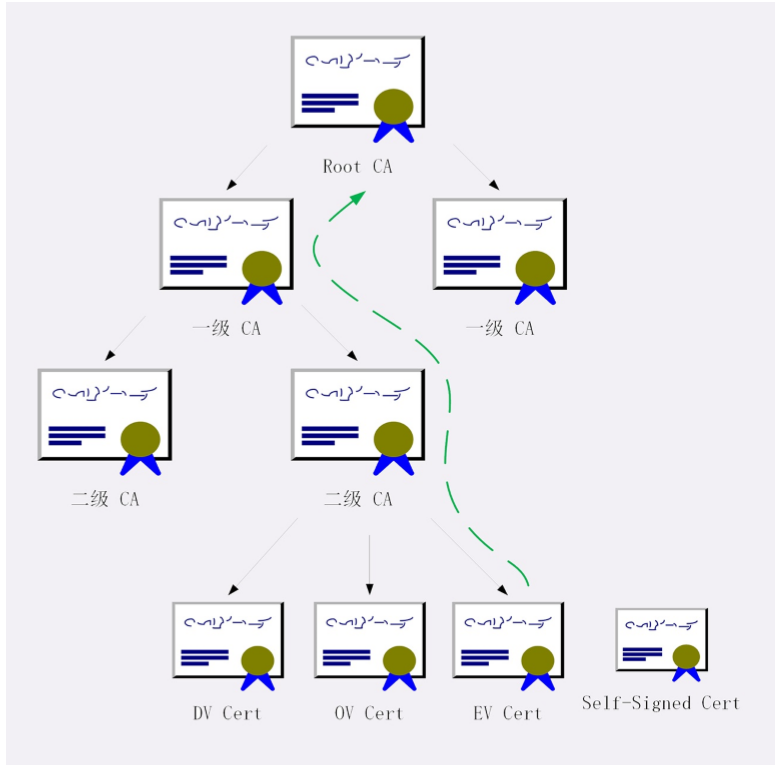 Root CA
一级 CA
一级 CA
二级 CA
二级 CA
DV Cert
OV Cert
EV Cert
Self-Signed Cert